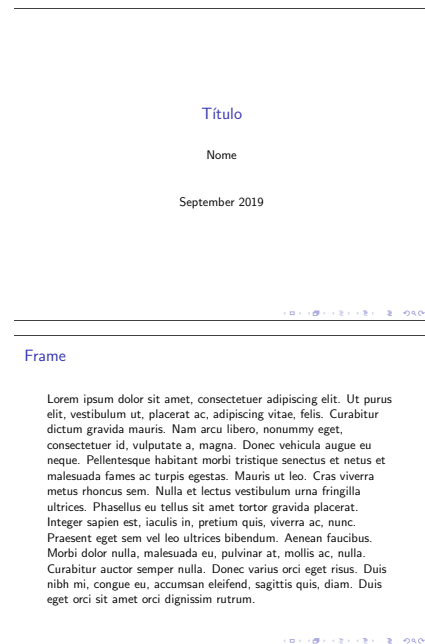 Título
Nome
September 2019
Frame
Lorem ipsum dolor sit amet, consectetuer adipiscing elit. Ut purus
elit, vestibulum ut, placerat ac, adipiscing vitae, felis. Curabitur
dictum gravida mauris. Nam arcu libero, nonummy eget,
consectetuer id, vulputate a, magna. Donec vehicula augue eu
neque. Pellentesque habitant morbi tristique senectus et netus et
malesuada fames ac turpis egestas. Mauris ut leo. Cras viverra
metus rhoncus sem. Nulla et lectus vestibulum urna fringilla
ultrices. Phasellus eu tellus sit amet tortor gravida placerat.
Integer sapien est, iaculis in, pretium quis, viverra ac, nunc.
Praesent eget sem vel leo ultrices bibendum. Aenean faucibus.
Morbi dolor nulla, malesuada eu, pulvinar at, mollis ac, nulla.
Curabitur auctor semper nulla. Donec varius orci eget risus. Duis
nibh mi, congue eu, accumsan eleifend, sagittis quis, diam. Duis
eget orci sit amet orci dignissim rutrum.